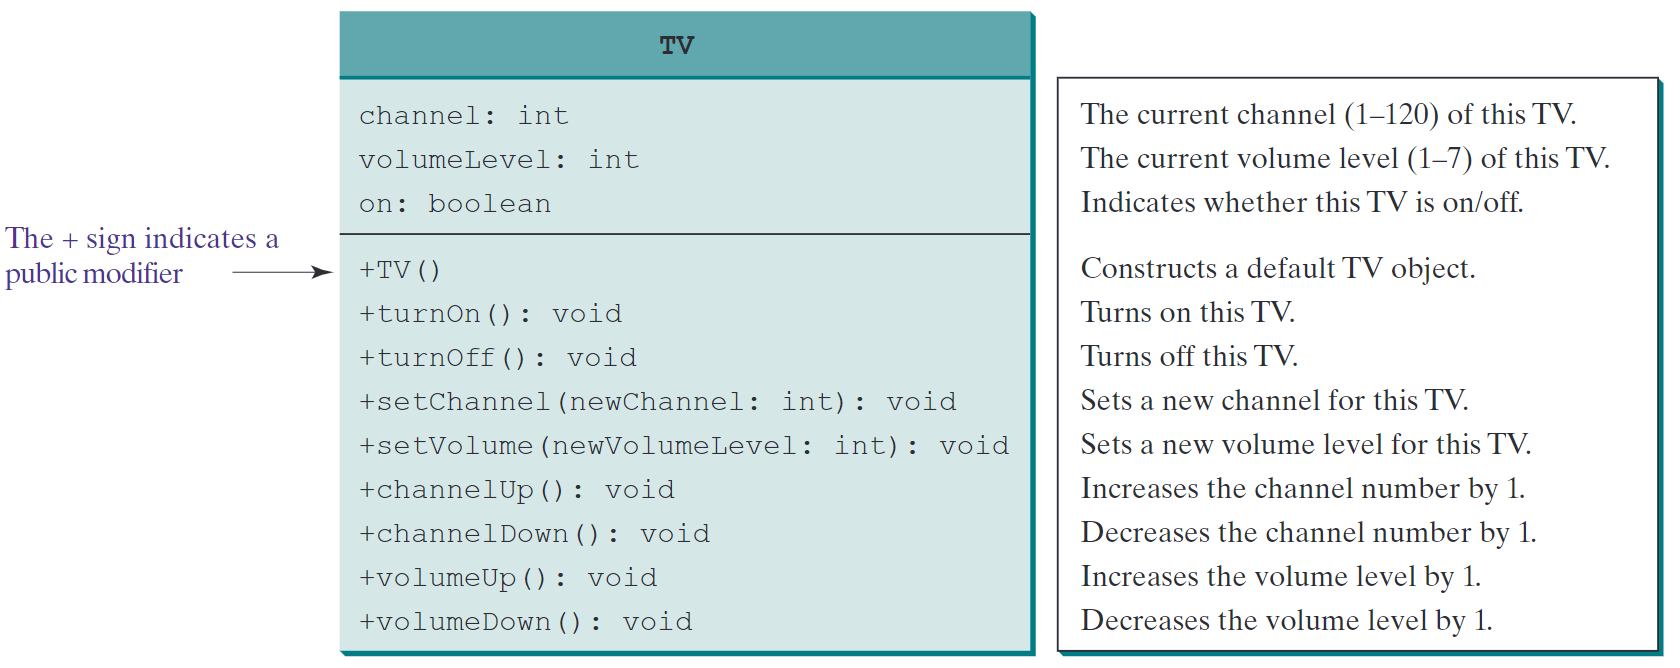 TV
channel: int
The current channel (1–120) of this TV.
volumeLevel: int
The current volume level (1–7) of this TV.
on: boolean
Indicates whether this TV is on/off.
The + sign indicates a
public modifier
+TV()
Constructs a default TV object.
+turnOn(): void
Turns on this TV.
+turnOff(): void
Turns off this TV.
+setChannel(newChannel: int): void
Sets a new channel for this TV.
+setVolume(newVolumeLevel: int): void
Sets a new volume level for this TV.
+channelUp(): void
Increases the channel number by 1.
+channelDown(): void
Decreases the channel number by 1.
+volumeUp(): void
Increases the volume level by 1.
+volumeDown(): void
Decreases the volume level by 1.